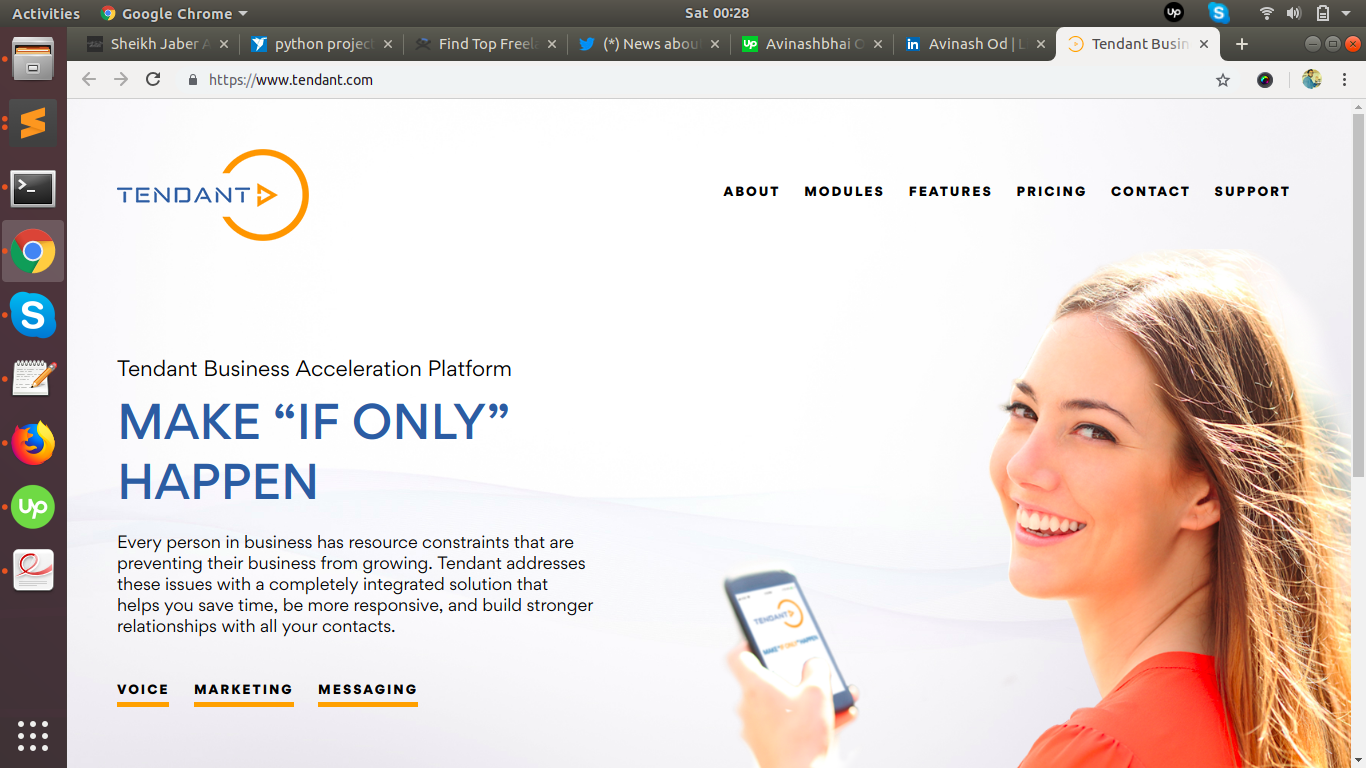 Activities
Google Chrome
Sat 00:28
Sheikh Jaber A
python project
Find Top Freela
(*) News abou
Avinashbhai O
Avinash Od | L
Tendant Busin
https://www.tendant.com
TENDANT
ABOUT MODULES FEATURES PRICING CONTACT SUPPORT
Tendant Business Acceleration Platform
MAKE “IF ONLY”
HAPPEN
Every person in business has resource constraints that are
preventing their business from growing. Tendant addresses
these issues with a completely integrated solution that
helps you save time, be more responsive, and build stronger
relationships with all your contacts.
VOICE MARKETING MESSAGING
TENDANT
MAKE “IF ONLY” HAPPEN